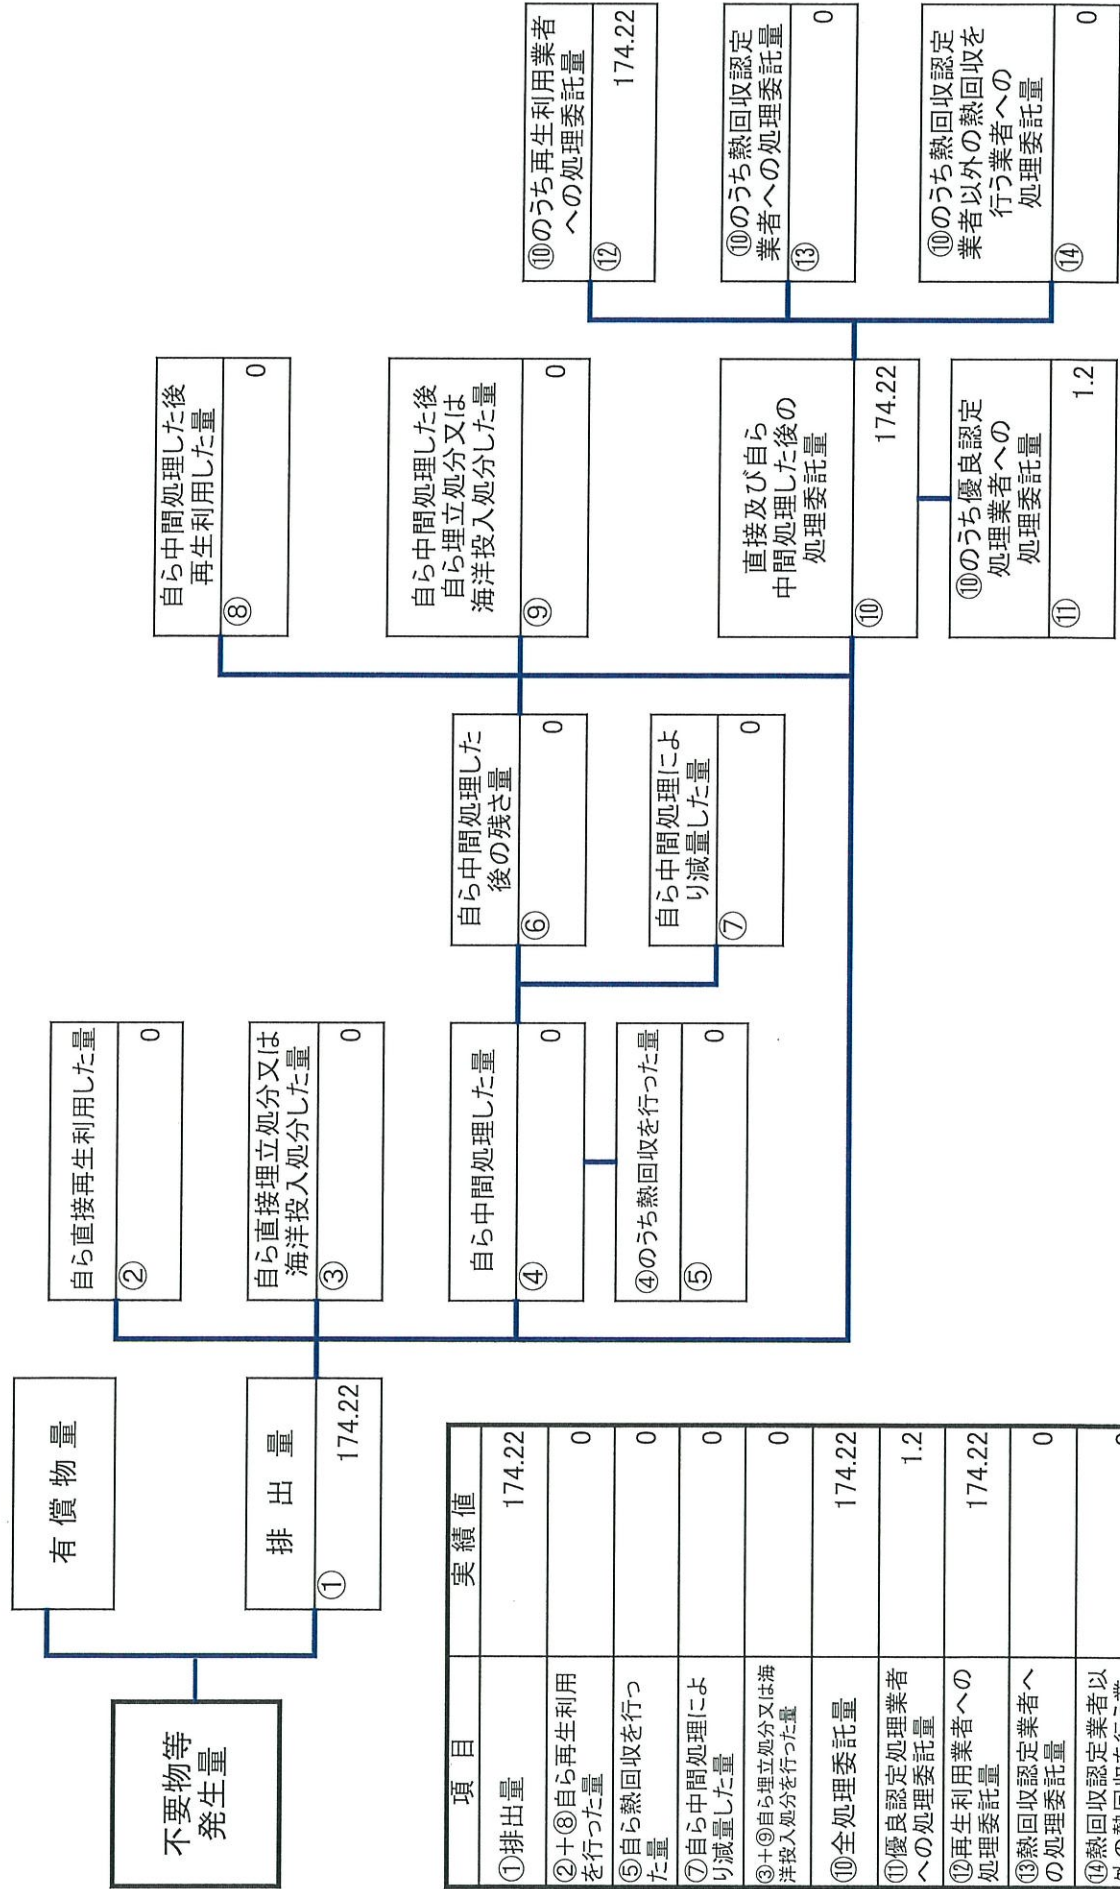 不要物等
発生量
有償物量
排出量
①
174.22
自ら直接再生利用した量
②
0
自ら直接埋立処分又は
海洋投入処分した量
③
0
自ら中間処理した量
④
0
④のうち熱回収を行った量
⑤
0
自ら中間処理した
後の残さ量
⑥
0
自ら中間処理によ
り減量した量
⑦
0
自ら中間処理した後
再生利用した量
⑧
0
自ら中間処理した後
自ら埋立処分又は
海洋投入処分した量
⑨
0
直接及び自ら
中間処理した後の
処理委託量
⑩
174.22
⑩のうち優良認定
処理業者への
処理委託量
⑪
1.2
⑩のうち再生利用業者
への処理委託量
⑫
174.22
⑩のうち熱回収認定
業者への処理委託量
⑬
0
⑩のうち熱回収認定
業者以外の熱回収を
行う業者への
処理委託量
⑭
0
項目 実績値
①排出量 174.22
②+⑧自ら再生利用
を行った量 0
⑤自ら熱回収を行っ
た量 0
⑦自ら中間処理によ
り減量した量 0
③+⑨自ら埋立処分又は海
洋投入処分を行った量 0
⑩全処理委託量 174.22
⑪優良認定処理業者
への処理委託量 1.2
⑫再生利用業者への
処理委託量 174.22
⑬熱回収認定業者へ
の処理委託量 0
⑭熱回収認定業者以